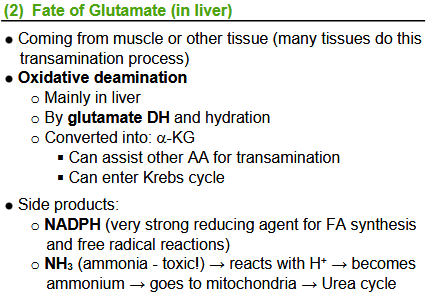 (2) Fate of Glutamate (in liver)
● Coming from muscle or other tissue (many tissues do this
transamination process)
● Oxidative deamination
o Mainly in liver
o By glutamate DH and hydration
o Converted into: α-KG
▪ Can assist other AA for transamination
▪ Can enter Krebs cycle
● Side products:
o NADPH (very strong reducing agent for FA synthesis
and free radical reactions)
o NH₃ (ammonia - toxic!) → reacts with H⁺ → becomes
ammonium → goes to mitochondria → Urea cycle